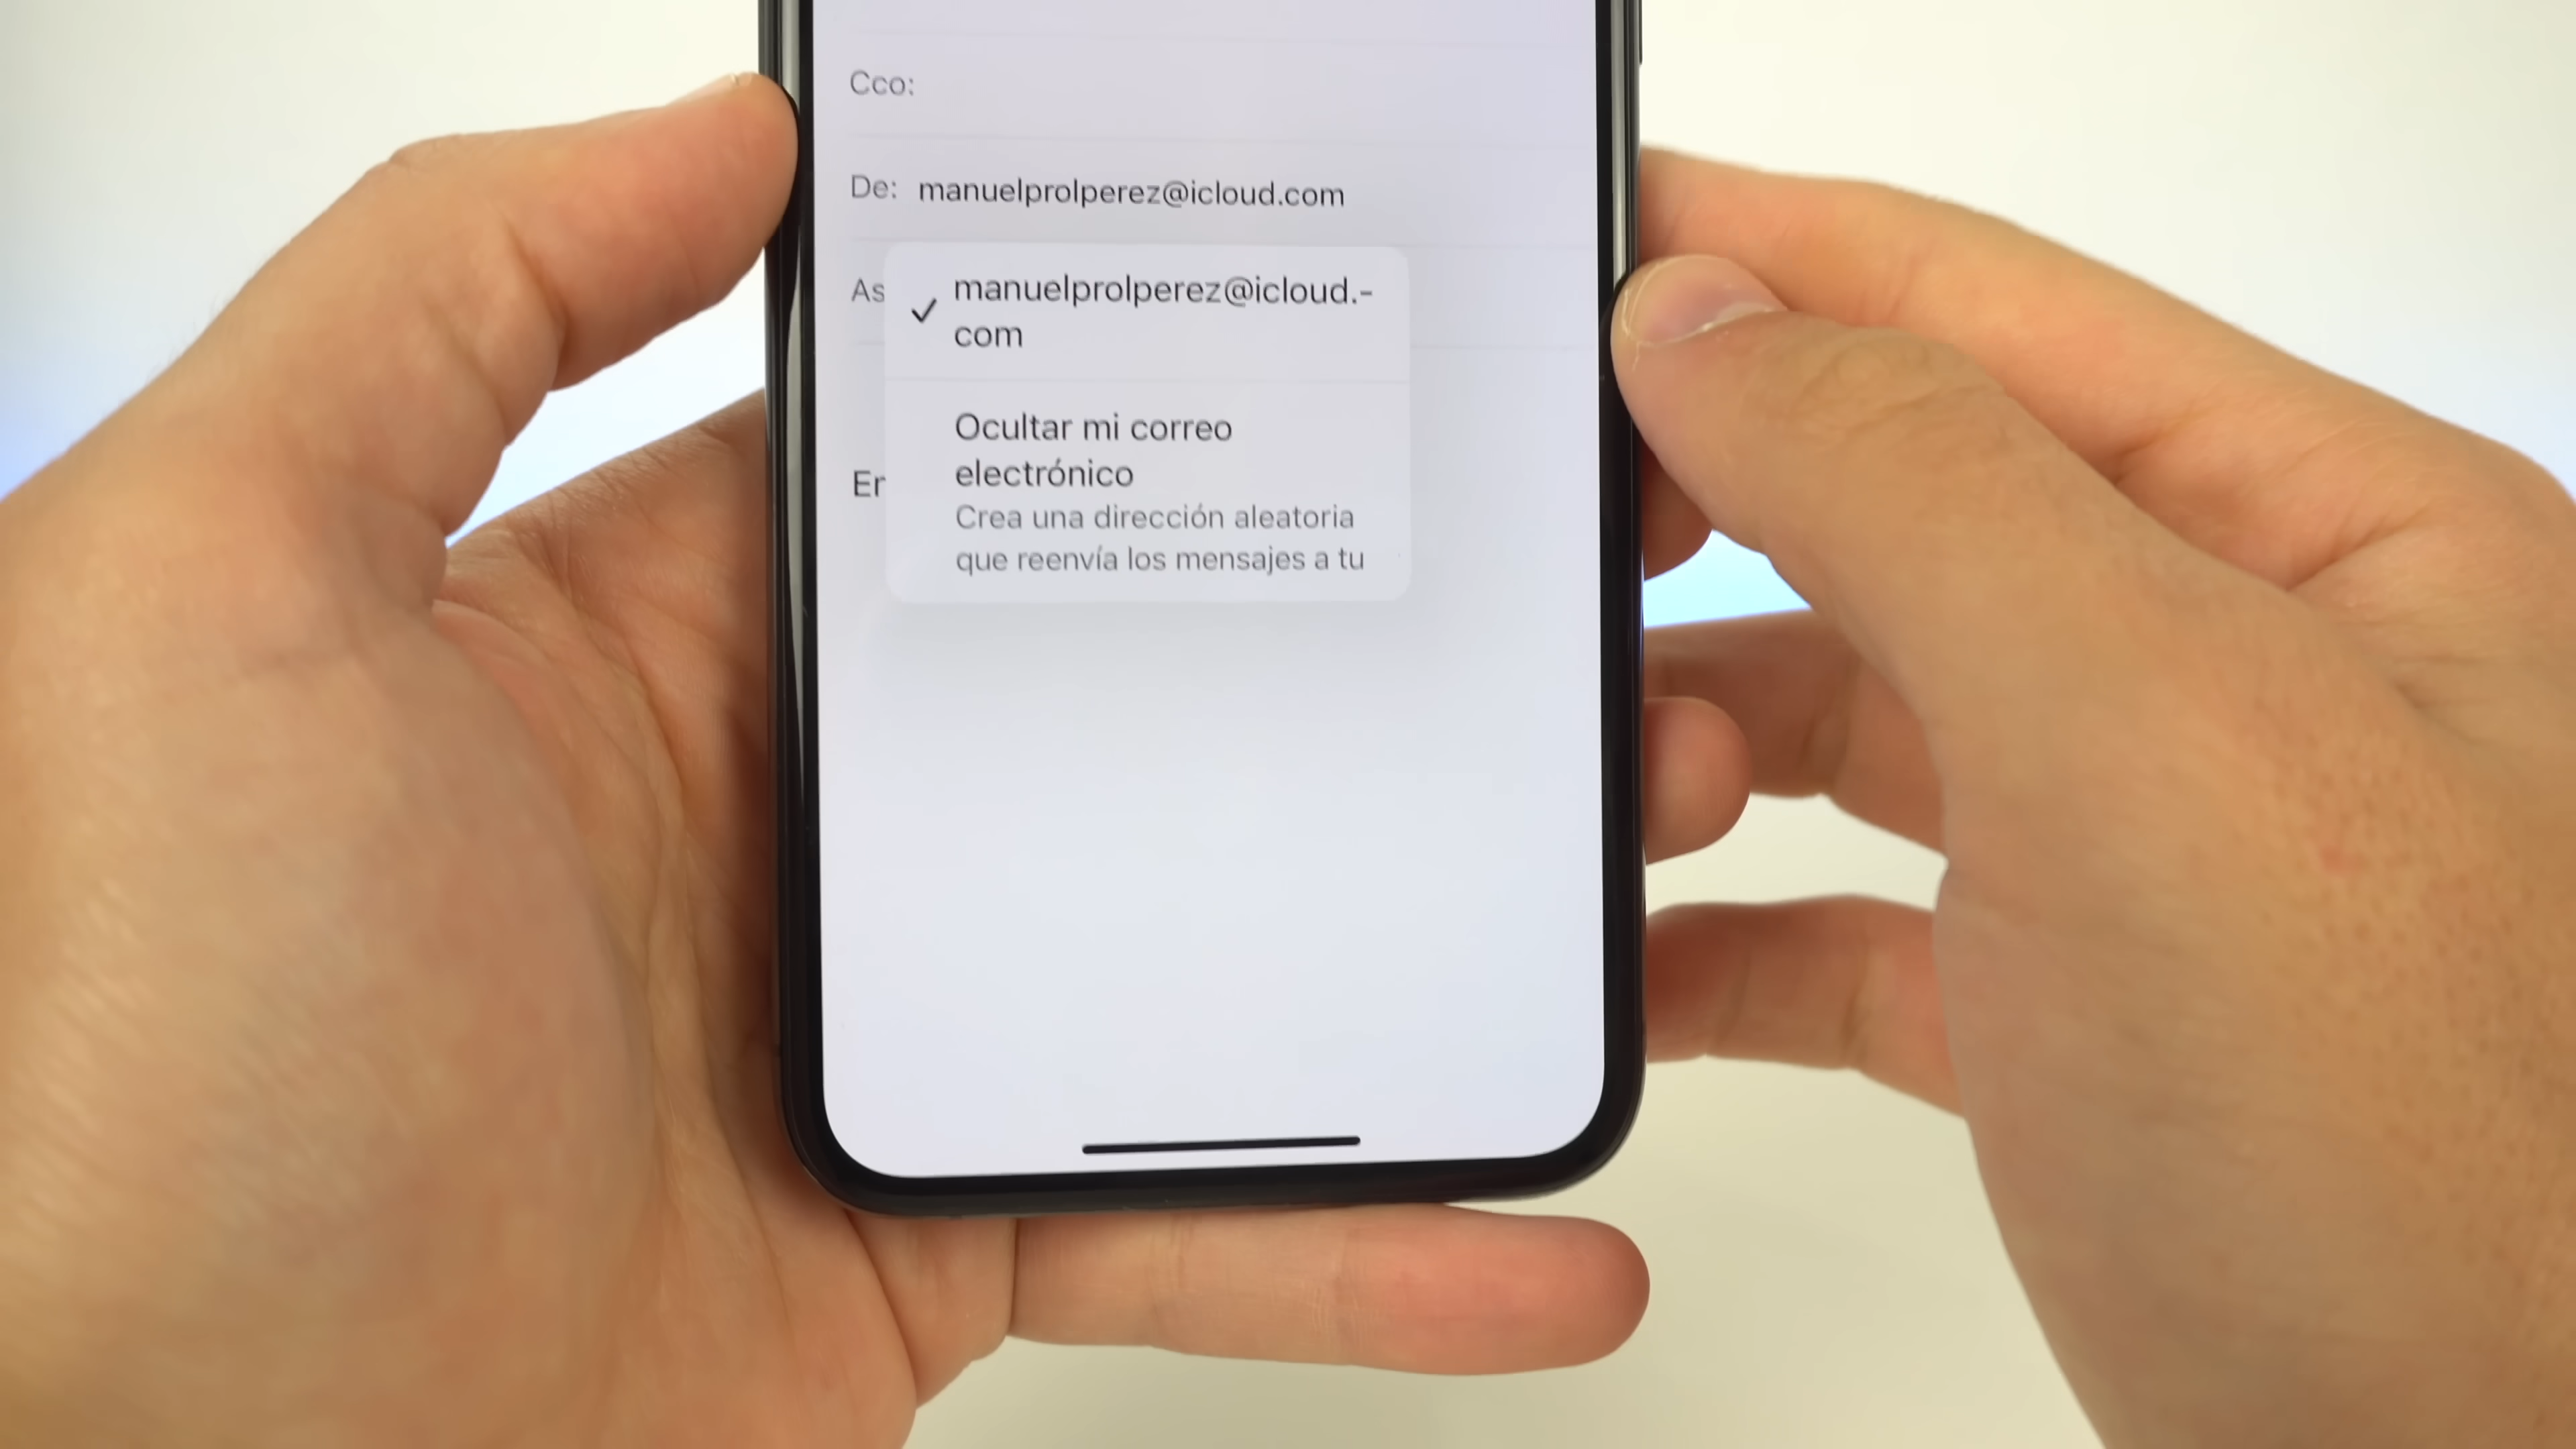 Cco:
De: manuelprolperez@icloud.com
As
manuelprolperez@icloud.-
com
Ocultar mi correo
electrónico
Er
Crea una dirección aleatoria
que reenvía los mensajes a tu